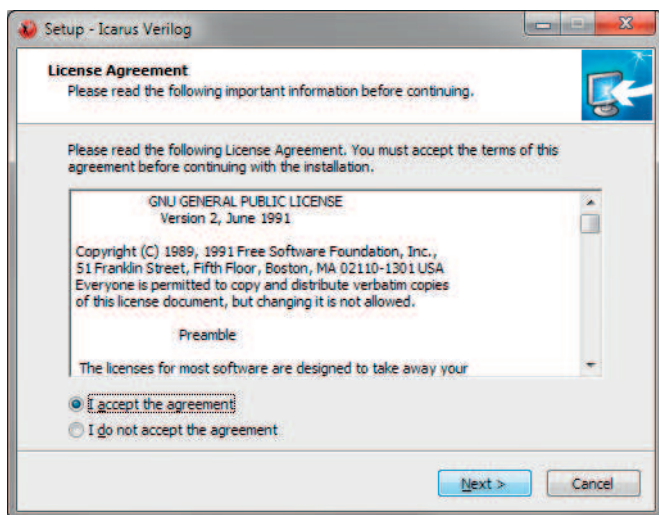 Setup - Icarus Verilog
License Agreement
Please read the following important information before continuing.
Please read the following License Agreement. You must accept the terms of this
agreement before continuing with the installation.
GNU GENERAL PUBLIC LICENSE
Version 2, June 1991
Copyright (C) 1989, 1991 Free Software Foundation, Inc.,
51 Franklin Street, Fifth Floor, Boston, MA 02110-1301 USA
Everyone is permitted to copy and distribute verbatim copies
of this license document, but changing it is not allowed.
Preamble
The licenses for most software are designed to take away your
I accept the agreement
I do not accept the agreement
Next >
Cancel